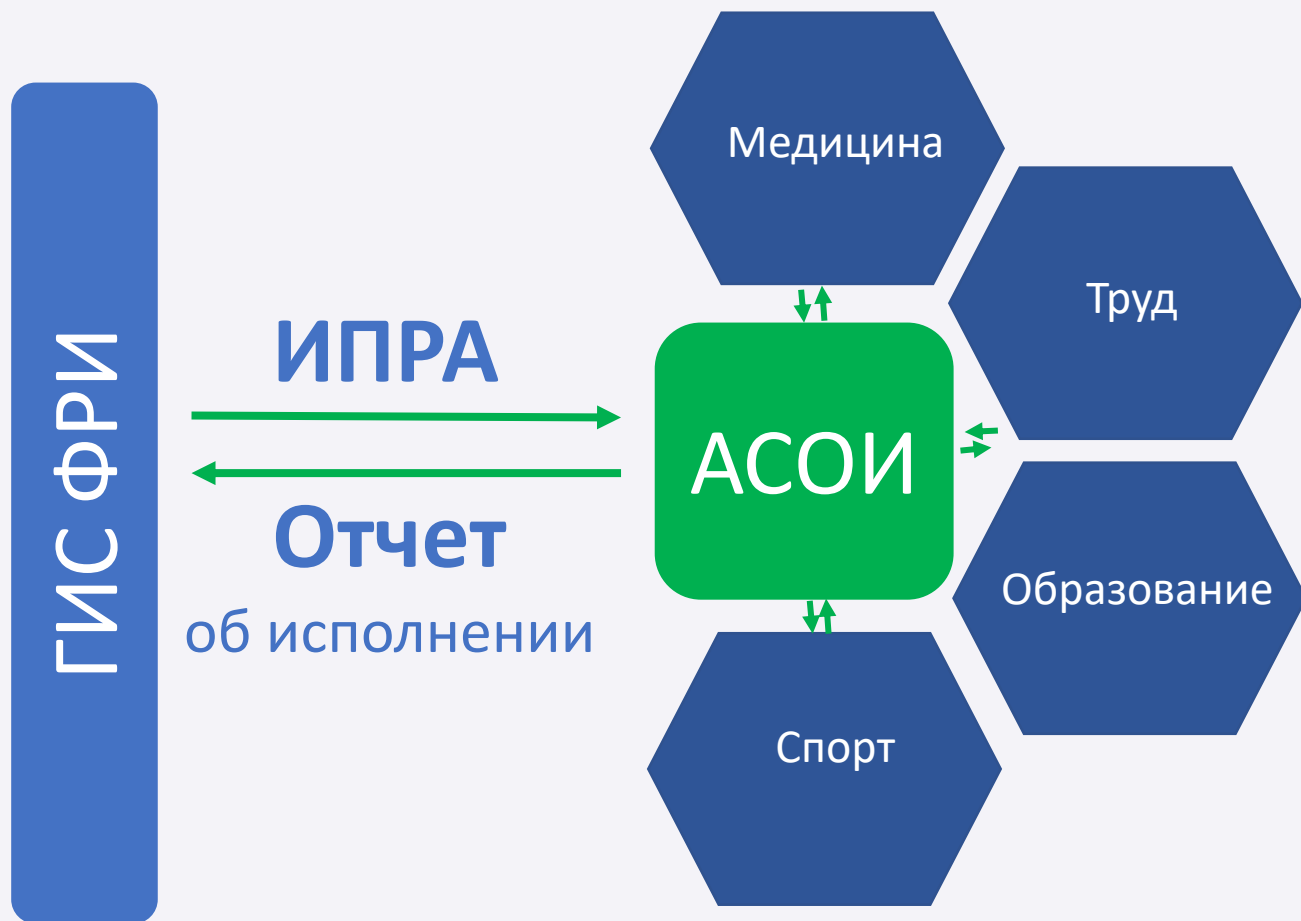 ГИС ФРИ
ИПРА
Отчет
об исполнении
АСОИ
Медицина
Труд
Образование
Спорт